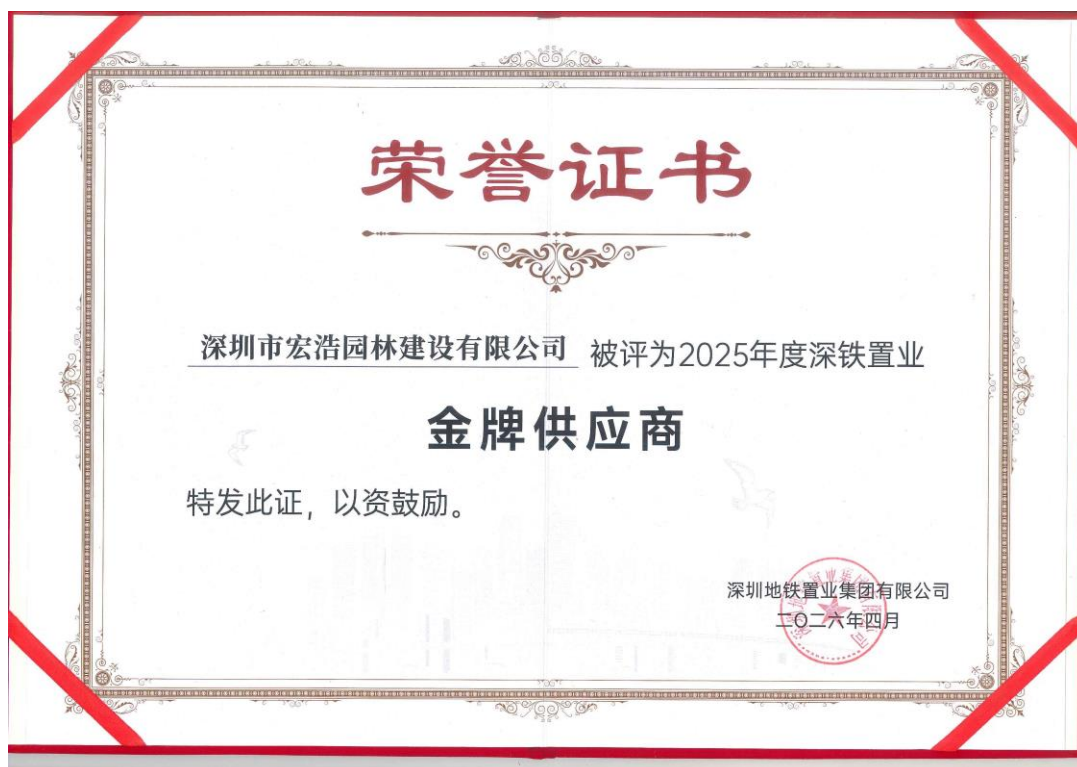 荣誉证书
深圳市宏浩园林建设有限公司 被评为2025年度深铁置业
金牌供应商
特发此证，以资鼓励。
深圳地铁置业集团有限公司
二〇二六年四月